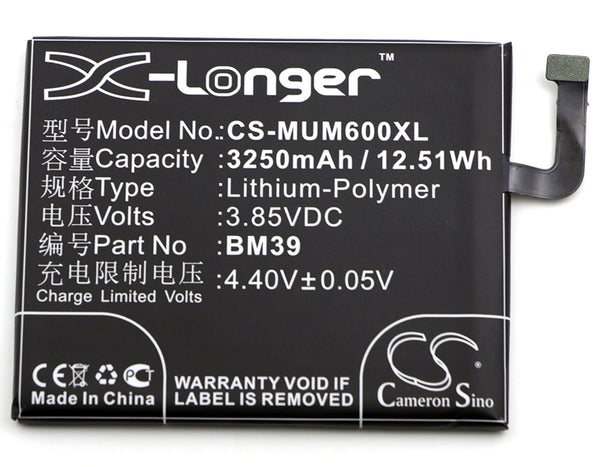 X-Longer™
型号Model No.: CS-MUM600XL
容量Capacity: 3250mAh / 12.51Wh
规格Type :Lithium-Polymer
电压Volts :3.85VDC
编号Part No :BM39
充电限制电压 :4.40V±0.05V
Charge Limited Volts
WARRANTY VOID IF
LABEL IS REMOVED
CS
Cameron Sino